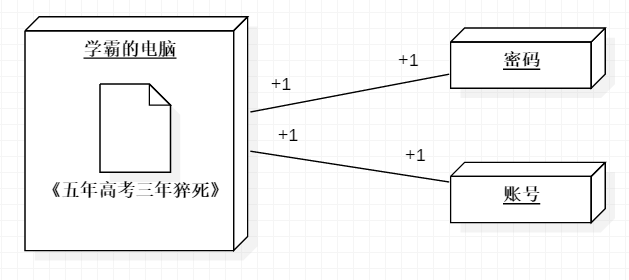 学霸的电脑
《五年高考三年猝死》
+1
+1
密码
+1
+1
账号